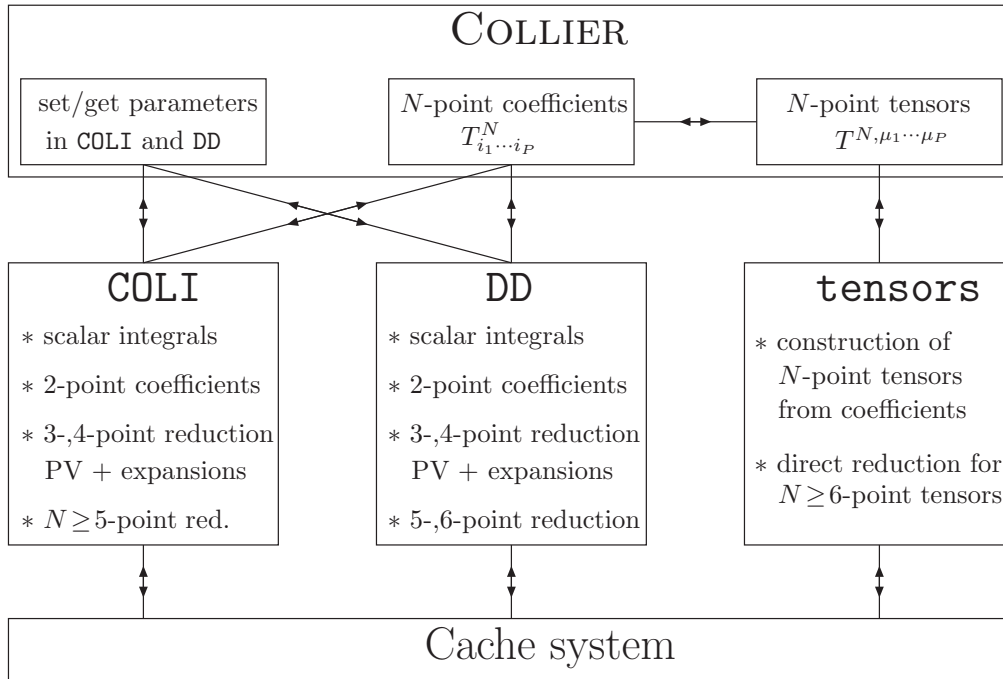 COLLIER
set/get parameters
in COLI and DD
N-point coefficients
T^N_{i_1⋯i_P}
N-point tensors
T^{N,μ_1⋯μ_P}
COLI
∗ scalar integrals
∗ 2-point coefficients
∗ 3-,4-point reduction
PV + expansions
∗ N ≥ 5-point red.
DD
∗ scalar integrals
∗ 2-point coefficients
∗ 3-,4-point reduction
PV + expansions
∗ 5-,6-point reduction
tensors
∗ construction of
N-point tensors
from coefficients
∗ direct reduction for
N ≥ 6-point tensors
Cache system